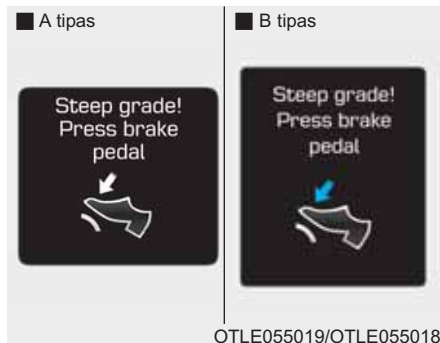 ■ A tipas
■ B tipas
Steep grade!
Press brake
pedal
Steep grade!
Press brake
pedal
OTLE055019/OTLE055018